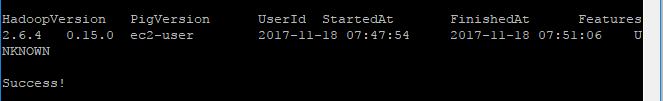 HadoopVersion PigVersion UserId StartedAt FinishedAt Features
2.6.4 0.15.0 ec2-user 2017-11-18 07:47:54 2017-11-18 07:51:06 U
NKNOWN
Success!